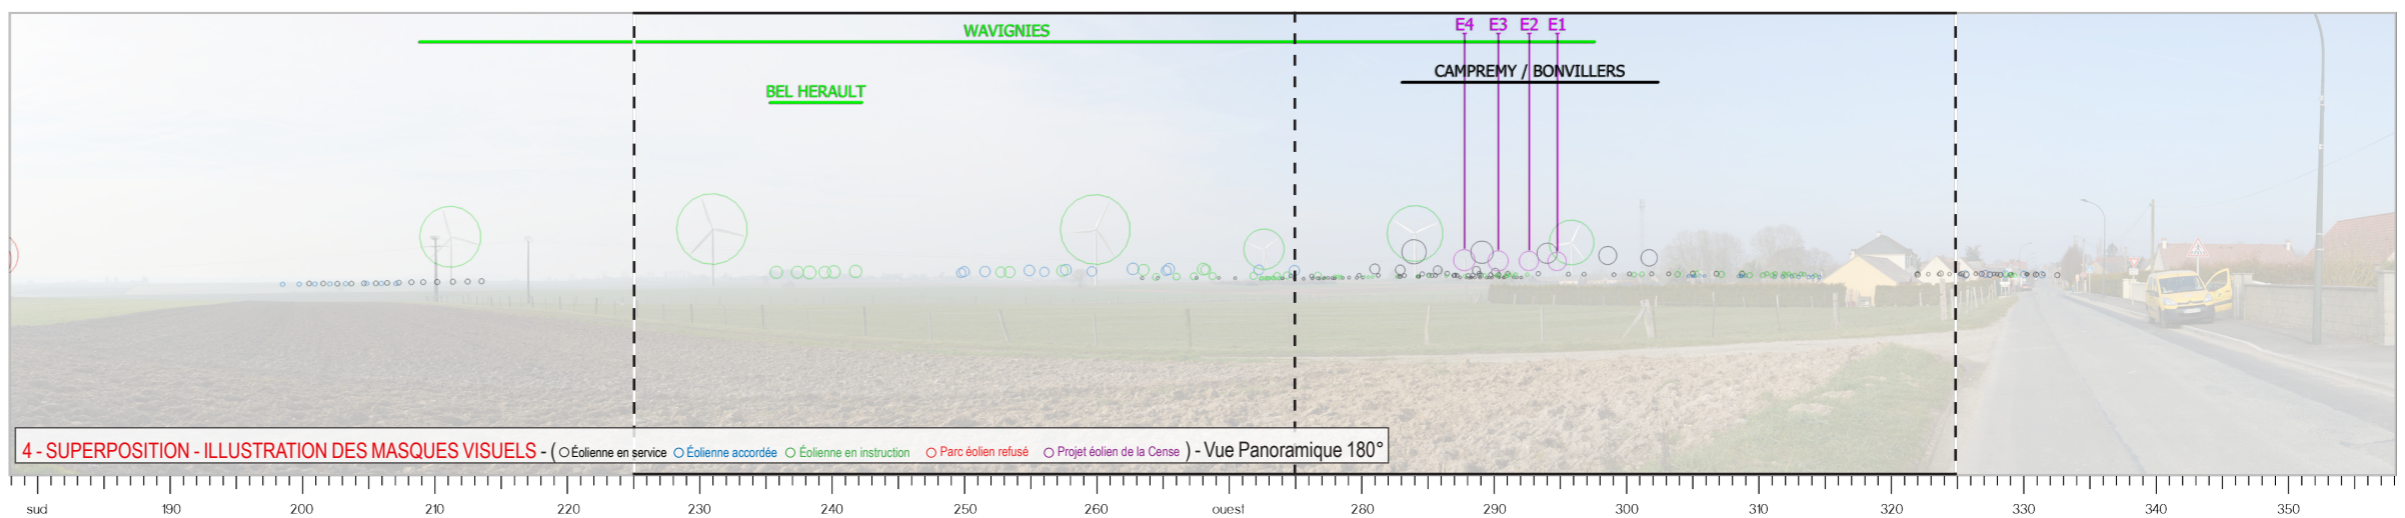 WAVIGNIES
E4 E3 E2 E1
CAMPREMY / BONVILLERS
BEL HERAULT
4 - SUPERPOSITION - ILLUSTRATION DES MASQUES VISUELS - ( Éolienne en service Éolienne accordée Éolienne en instruction Parc éolien refusé Projet éolien de la Cense ) - Vue Panoramique 180°
sud 190 200 210 220 230 240 250 260 ouest 280 290 300 310 320 330 340 350